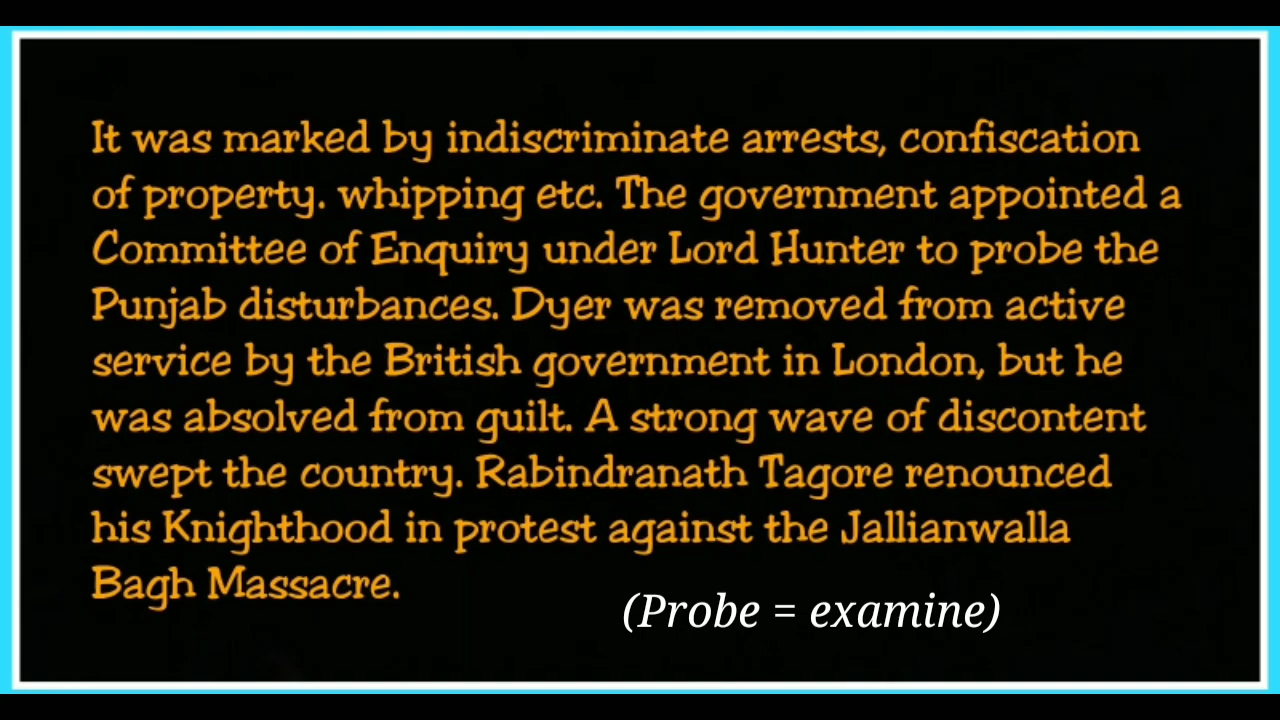 It was marked by indiscriminate arrests, confiscation
of property. whipping etc. The government appointed a
Committee of Enquiry under Lord Hunter to probe the
Punjab disturbances. Dyer was removed from active
service by the British government in London, but he
was absolved from guilt. A strong wave of discontent
swept the country. Rabindranath Tagore renounced
his Knighthood in protest against the Jallianwalla
Bagh Massacre.
(Probe = examine)